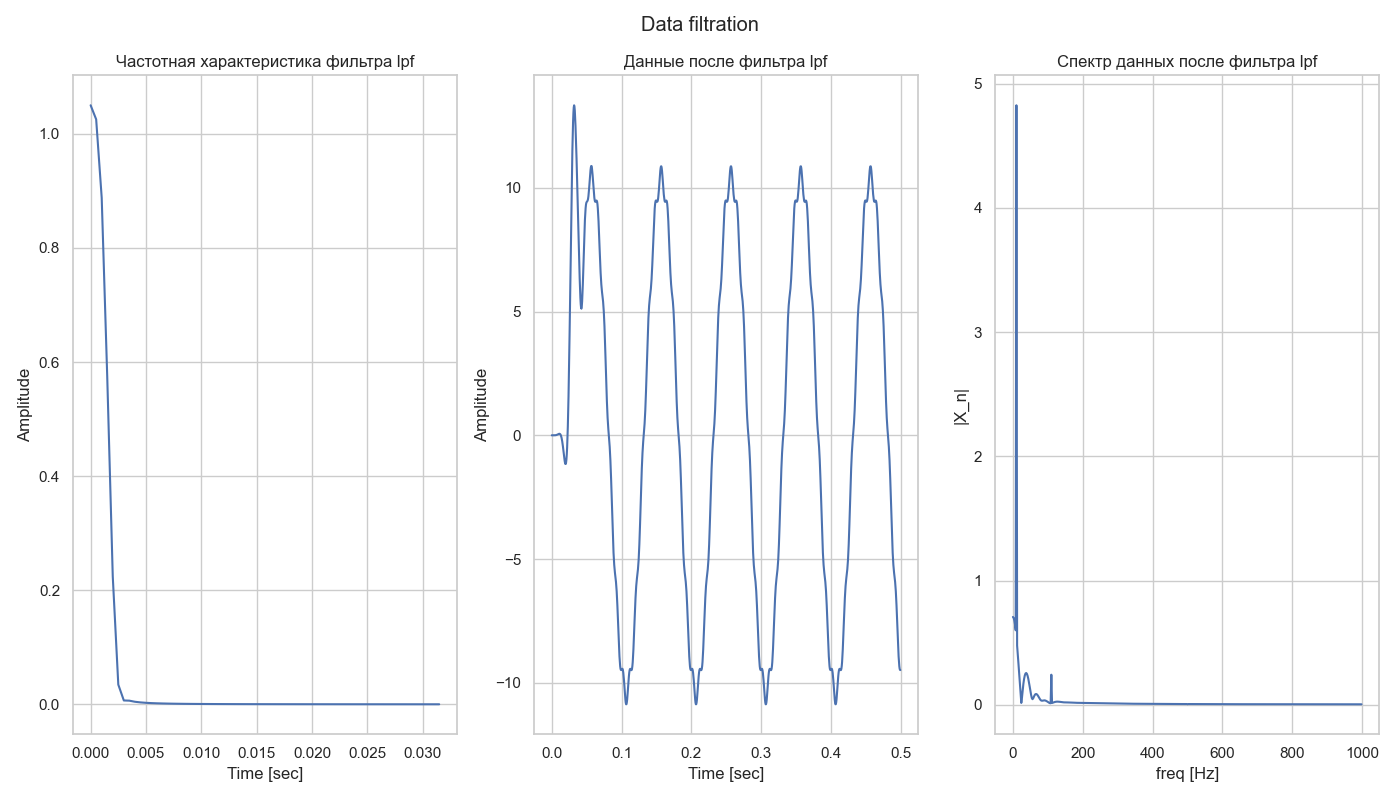 Data filtration
Частотная характеристика фильтра lpf
1.0
0.8
0.6
0.4
0.2
0.0
Amplitude
0.000 0.005 0.010 0.015 0.020 0.025 0.030
Time [sec]
Данные после фильтра lpf
10
5
0
−5
−10
Amplitude
0.0 0.1 0.2 0.3 0.4 0.5
Time [sec]
Спектр данных после фильтра lpf
5
4
3
2
1
0
|X_n|
0 200 400 600 800 1000
freq [Hz]